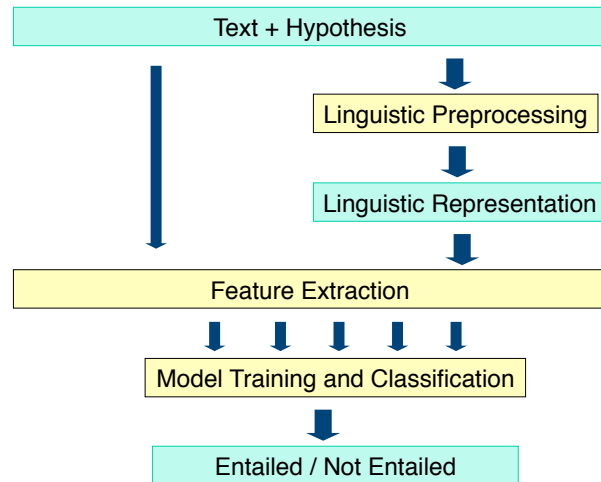 Text + Hypothesis
Linguistic Preprocessing
Linguistic Representation
Feature Extraction
Model Training and Classification
Entailed / Not Entailed